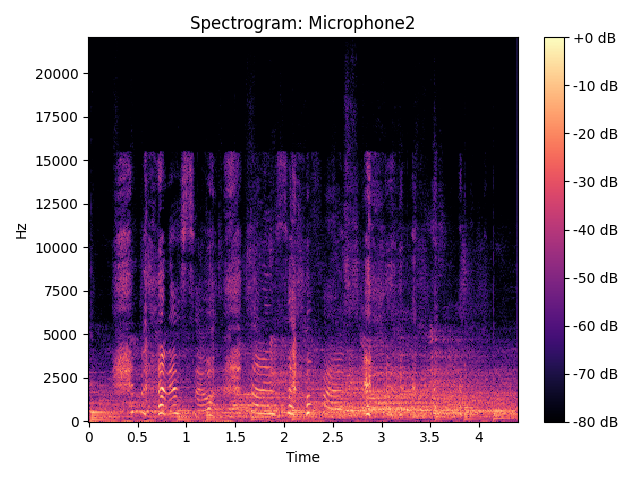 Spectrogram: Microphone2
+0 dB
20000
-10 dB
17500
-20 dB
15000
-30 dB
12500
Hz
-40 dB
10000
-50 dB
7500
-60 dB
5000
-70 dB
2500
0
-80 dB
0 0.5 1 1.5 2 2.5 3 3.5 4
Time